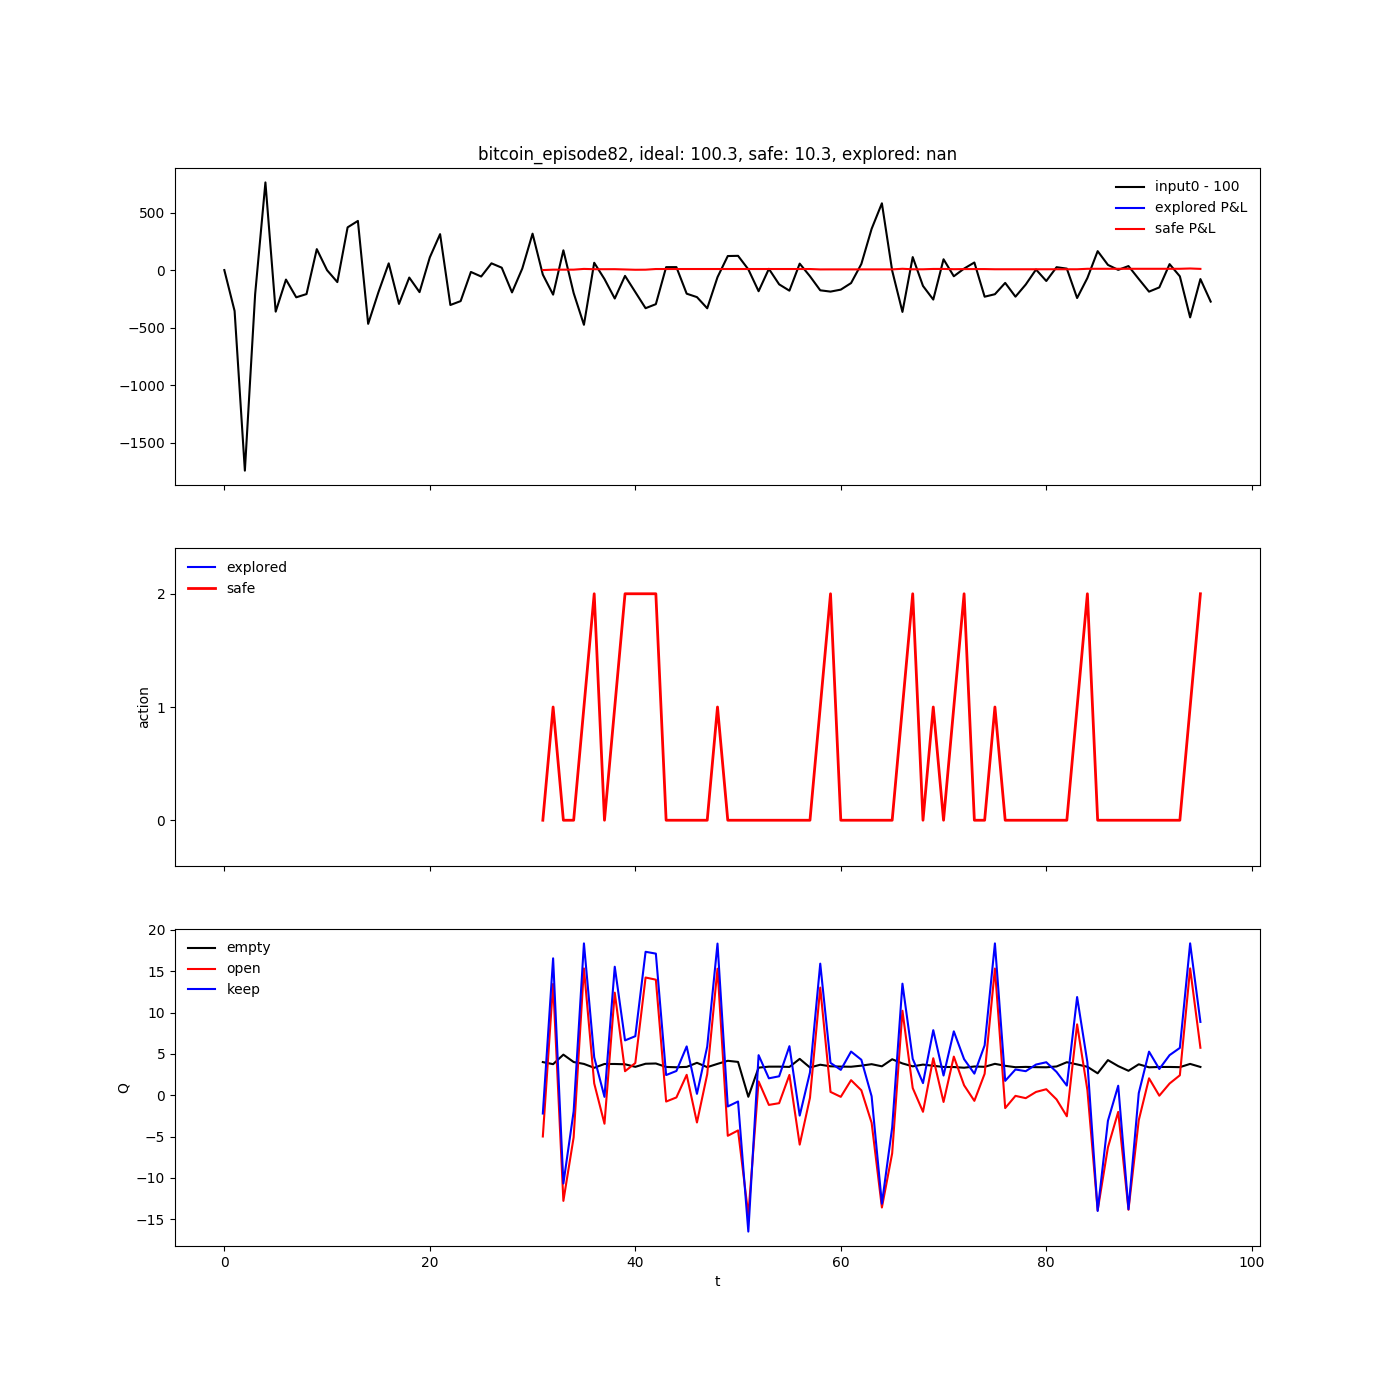 bitcoin_episode82, ideal: 100.3, safe: 10.3, explored: nan
input0 - 100
explored P&L
safe P&L
500
0
−500
−1000
−1500
explored
safe
2
1
0
action
empty
open
keep
20
15
10
5
0
−5
−10
−15
Q
0 20 40 60 80 100
t